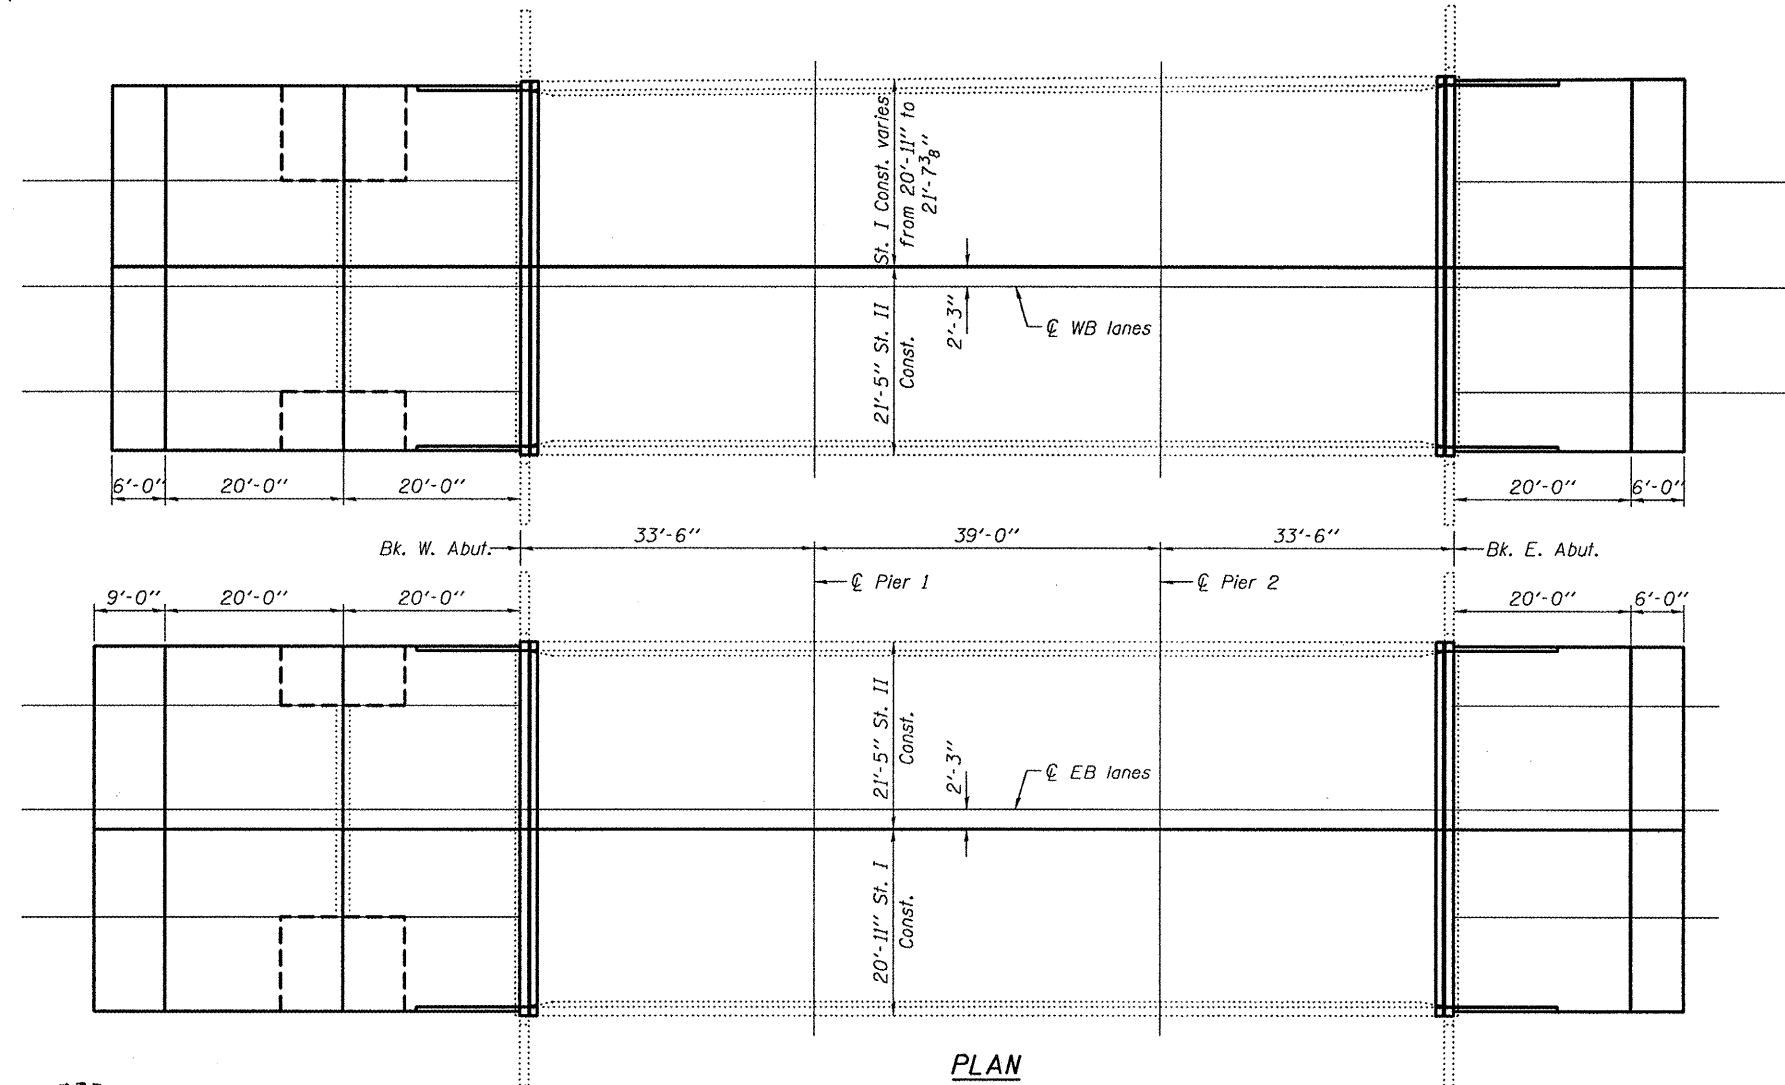 St. I Const. varies
from 20'-11" to
21'-7 3/8"
21'-5" St. II
Const.
2'-3"
℄ WB lanes
6'-0" 20'-0" 20'-0" 20'-0" 6'-0"
Bk. W. Abut. 33'-6" 39'-0" 33'-6" Bk. E. Abut.
℄ Pier 1 ℄ Pier 2
9'-0" 20'-0" 20'-0" 20'-0" 6'-0"
21'-5" St. II
Const.
2'-3"
℄ EB lanes
20'-11" St. I
Const.
PLAN